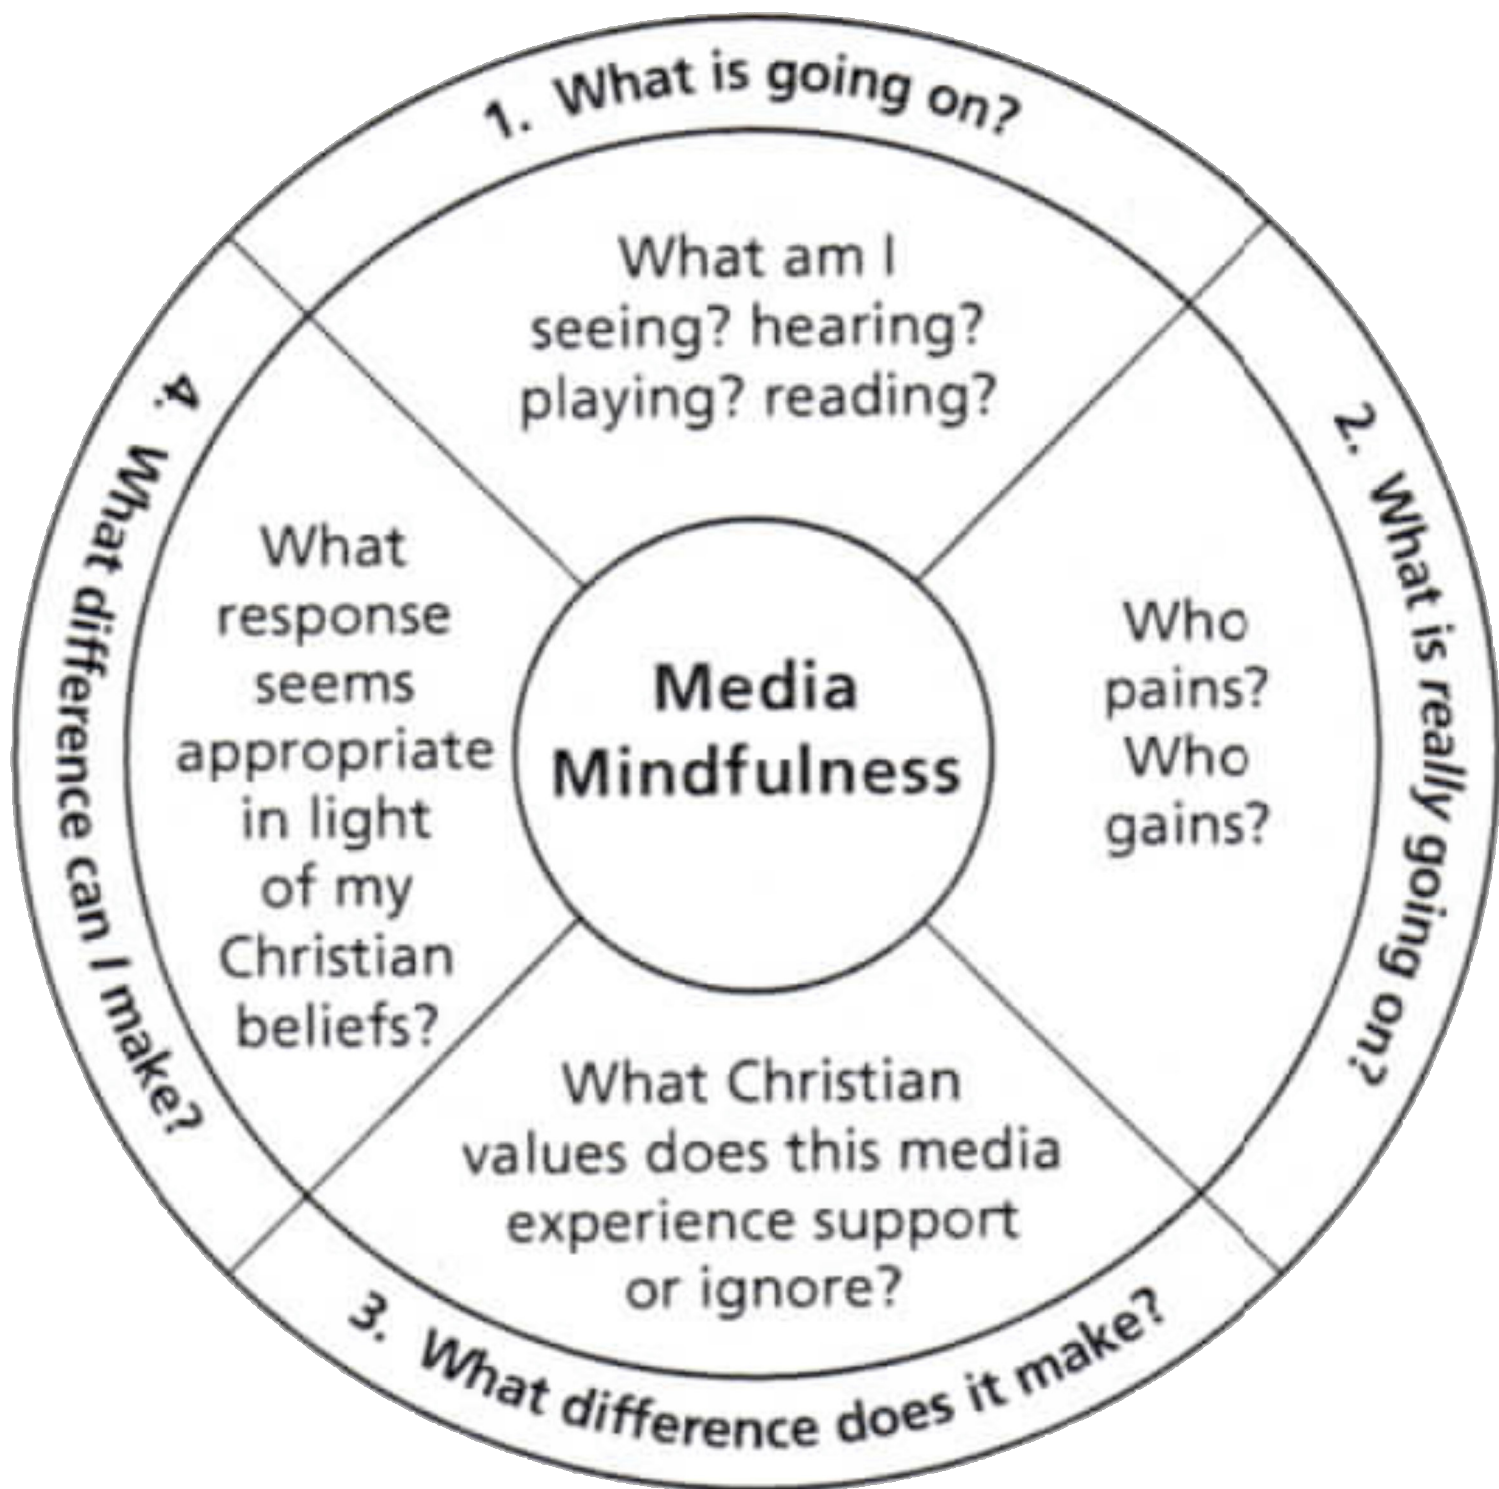 1. What is going on?
What am I
seeing? hearing?
playing? reading?
2. What is really going on?
Who
pains?
Who
gains?
3. What difference does it make?
What Christian
values does this media
experience support
or ignore?
4. What difference can I make?
What
response
seems
appropriate
in light
of my
Christian
beliefs?
Media
Mindfulness